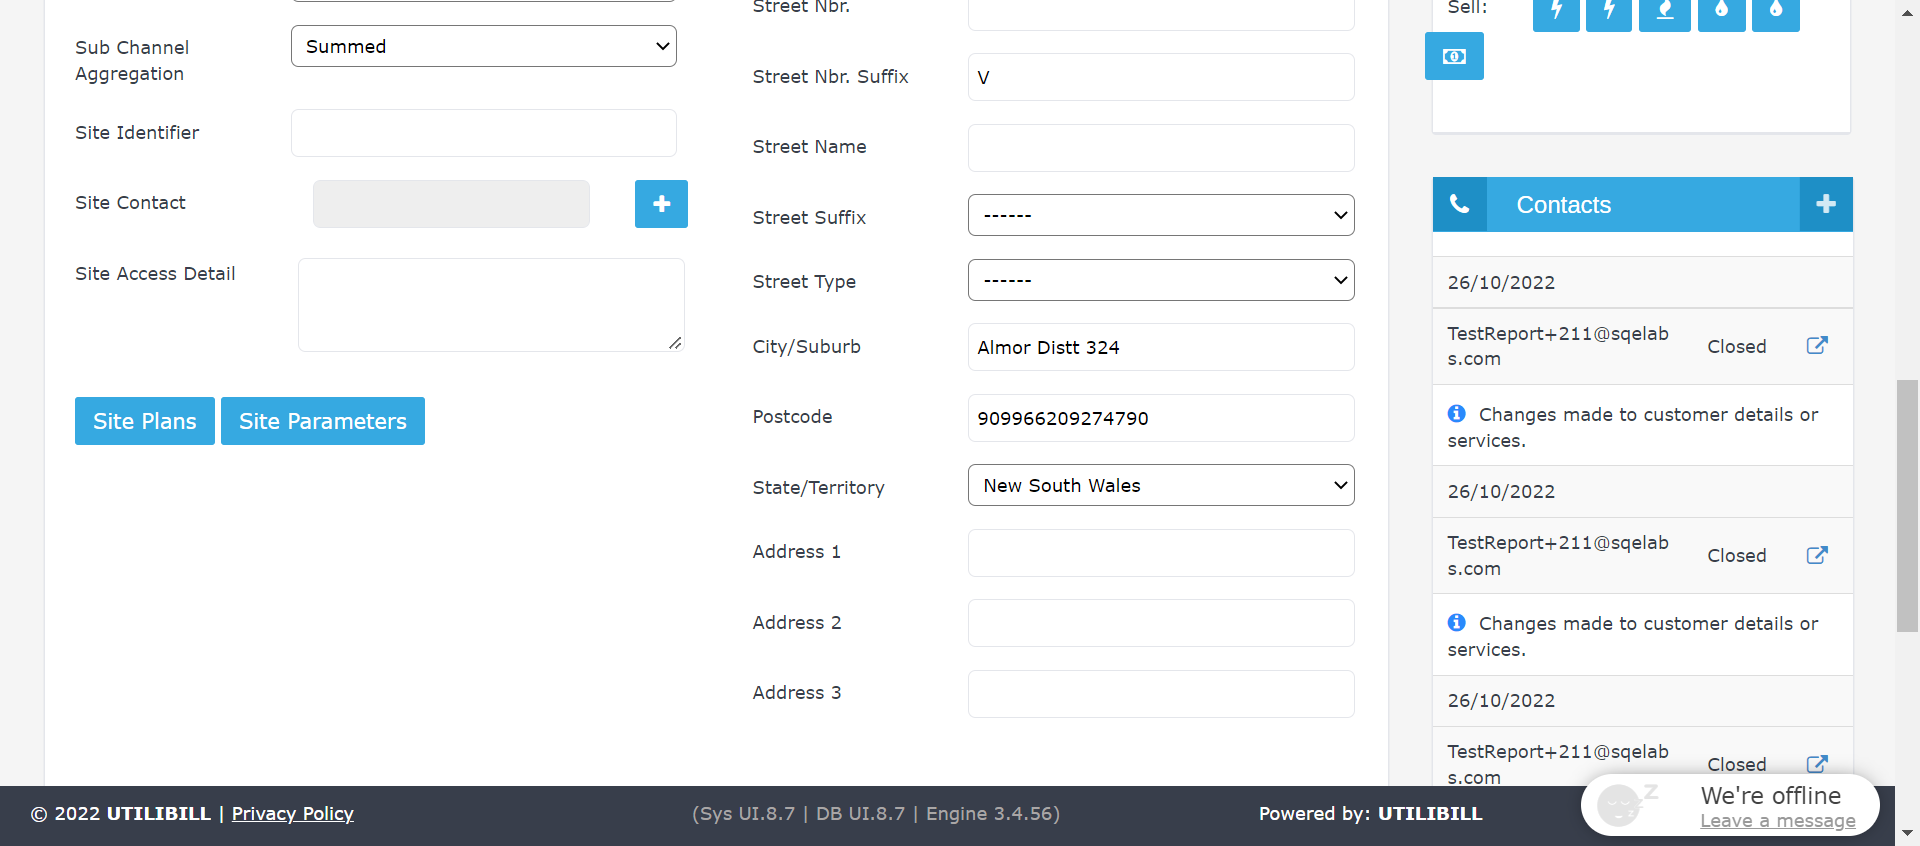 Sub Channel
Aggregation
Summed
Site Identifier
Site Contact
Site Access Detail
Site Plans
Site Parameters
Street Nbr.
Street Nbr. Suffix
V
Street Name
Street Suffix
------
Street Type
------
City/Suburb
Almor Distt 324
Postcode
909966209274790
State/Territory
New South Wales
Address 1
Address 2
Address 3
Sell:
Contacts
26/10/2022
TestReport+211@sqelab
s.com
Closed
Changes made to customer details or
services.
26/10/2022
TestReport+211@sqelab
s.com
Closed
Changes made to customer details or
services.
26/10/2022
TestReport+211@sqelab
s.com
Closed
© 2022 UTILIBILL | Privacy Policy
(Sys UI.8.7 | DB UI.8.7 | Engine 3.4.56)
Powered by: UTILIBILL
We're offline
Leave a message